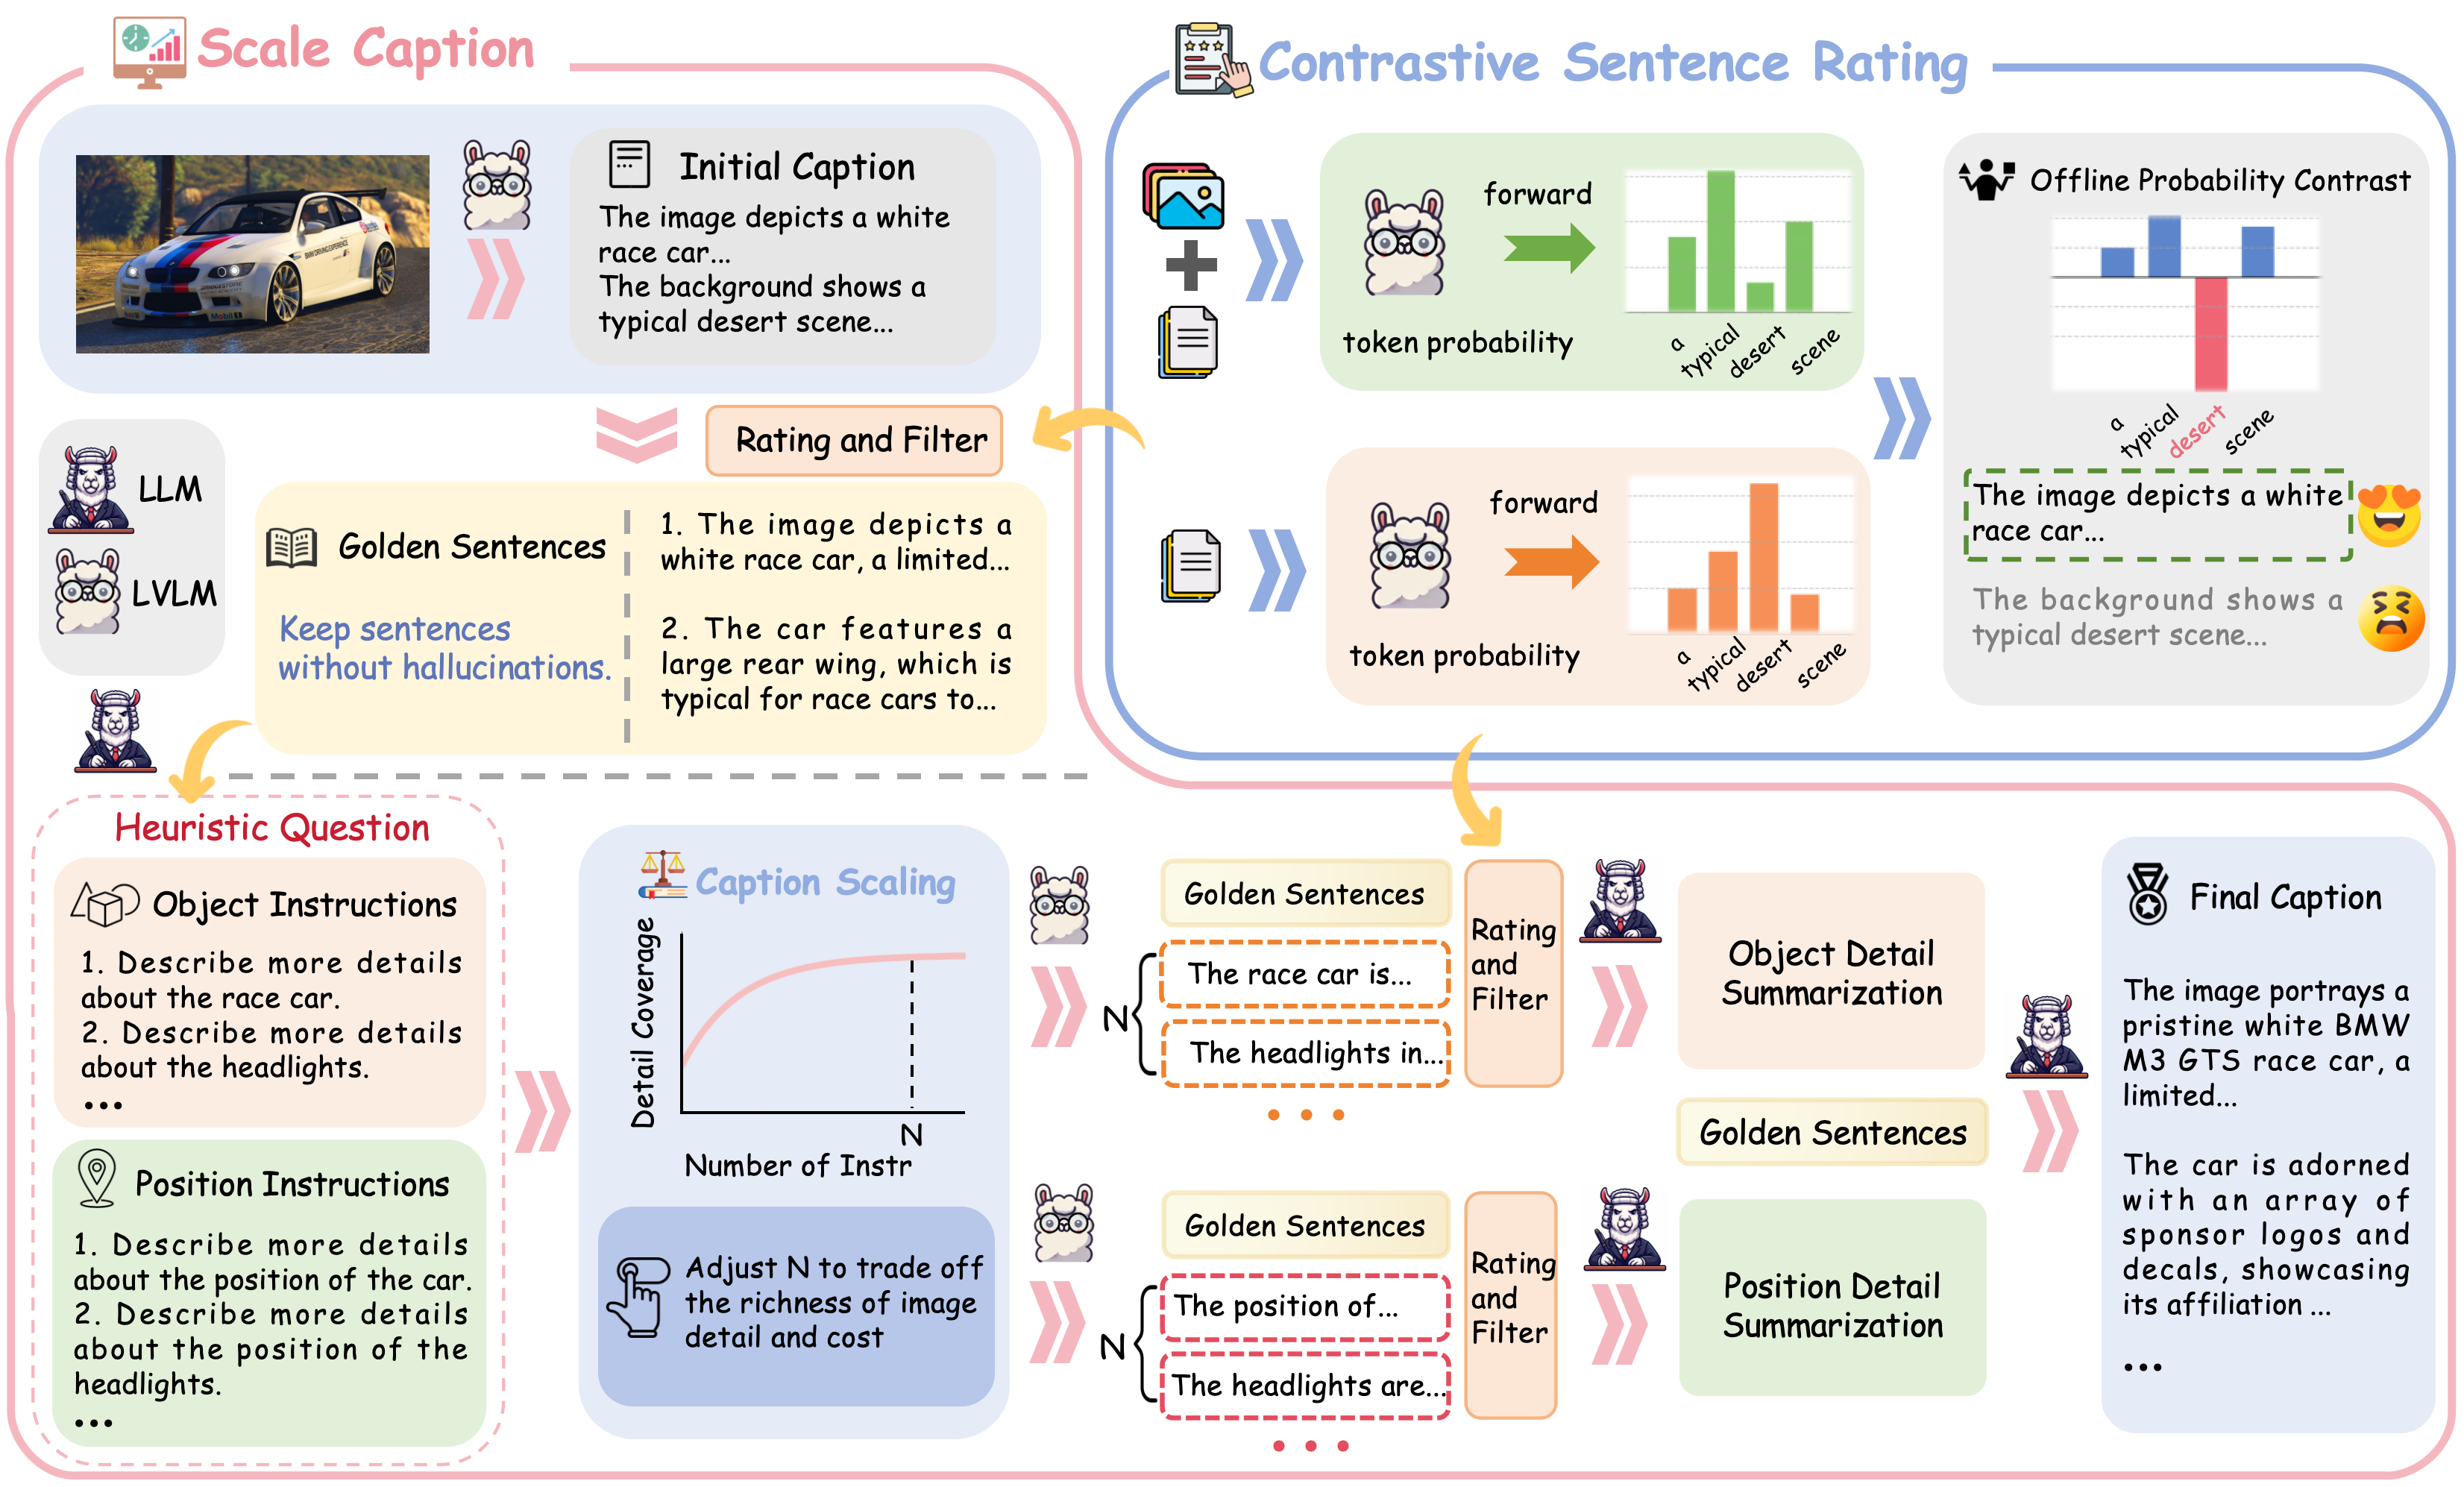 Scale Caption
Initial Caption
The image depicts a white
race car...
The background shows a
typical desert scene...
Rating and Filter
LLM
LVLM
Golden Sentences
Keep sentences
without hallucinations.
1. The image depicts a
white race car, a limited...
2. The car features a
large rear wing, which is
typical for race cars to...
Contrastive Sentence Rating
forward
token probability
a
typical
desert
scene
forward
token probability
a
typical
desert
scene
Offline Probability Contrast
a
typical
desert
scene
The image depicts a white
race car...
The background shows a
typical desert scene...
Heuristic Question
Object Instructions
1. Describe more details
about the race car.
2. Describe more details
about the headlights.
...
Position Instructions
1. Describe more details
about the position of the car.
2. Describe more details
about the position of the
headlights.
...
Caption Scaling
Detail Coverage
N
Number of Instr
Adjust N to trade off
the richness of image
detail and cost
Golden Sentences
N
The race car is...
The headlights in...
Rating
and
Filter
Object Detail
Summarization
Golden Sentences
Golden Sentences
N
The position of...
The headlights are...
Rating
and
Filter
Position Detail
Summarization
Final Caption
The image portrays a
pristine white BMW
M3 GTS race car, a
limited...
The car is adorned
with an array of
sponsor logos and
decals, showcasing
its affiliation ...
...